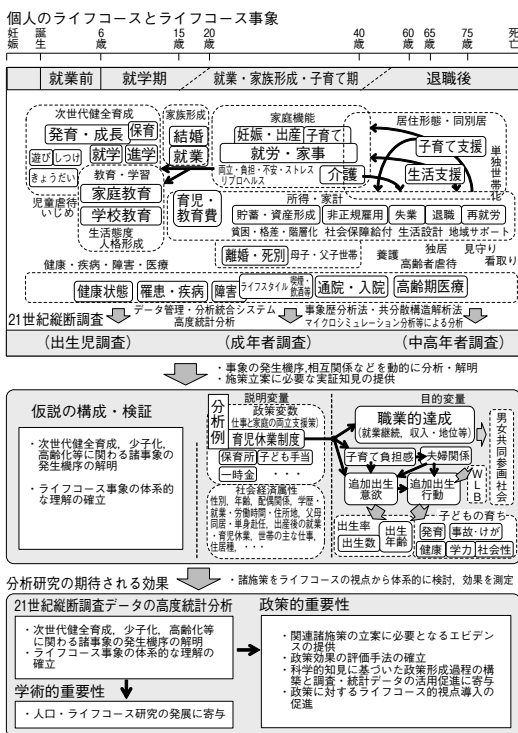 個人のライフコースとライフコース事象
妊娠
誕生
6歳
15歳
20歳
40歳
60歳
65歳
75歳
死亡
就業前
就学期
就業・家族形成・子育て期
退職後
次世代健全育成
発育・成長
保育
遊び
しつけ
就学
進学
きょうだい
教育・学習
家庭教育
学校教育
児童虐待
いじめ
生活態度
人格形成
家族形成
結婚
就業
育児・
教育費
家庭機能
妊娠・出産
子育て
就労・家事
両立・負担・不安・ストレス
リプロヘルス
介護
居住形態・同別居
子育て支援
生活支援
単独世帯化
所得・家計
貯蓄・資産形成
非正規雇用
失業
退職
再就労
貧困・格差・階層化 社会保障給付 生活設計 地域サポート
離婚・死別
母子・父子世帯
養護
独居
見守り
高齢者虐待
看取り
健康・疾病・障害・医療
健康状態
罹患・疾病
障害
ライフスタイル
喫煙・
飲酒等
通院・入院
高齢期医療
21世紀縦断調査
データ管理・分析統合システム
高度統計分析
事象歴分析法・共分散構造解析法
マイクロシミュレーション分析等による分析
(出生児調査)
(成年者調査)
(中高年者調査)
・事象の発生機序,相互関係などを動的に分析・解明
・施策立案に必要な実証知見の提供
仮説の構成・検証
・次世代健全育成,少子化,
高齢化等に関わる諸事象の
発生機序の解明
・ライフコース事象の体系的
な理解の確立
分析例
説明変量
政策変数
(仕事と家庭の両立支援策)
育児休業制度
保育所
子ども手当
一時金
・・・
社会経済属性
性別,年齢,配偶関係,学歴・
就業・労働時間・住所地,父母
同居・単身赴任,出産後の就業
・育児休業,世帯の主な仕事,
住居種,・・・
目的変量
職業的達成
(就業継続,収入・地位等)
子育て負担感
夫婦関係
追加出生
意欲
追加出生
行動
男女共同参画社会
WLB
出生率
出生数
出生
年齢
子どもの育ち
発育
事故・けが
健康
学力
社会性
分析研究の期待される効果
・諸施策をライフコースの視点から体系的に検討,効果を測定
21世紀縦断調査データの高度統計分析
・次世代健全育成,少子化,高齢化等
に関わる諸事象の発生機序の解明
・ライフコース事象の体系的な理解の
確立
学術的重要性
・人口・ライフコース研究の発展に寄与
政策的重要性
・関連諸施策の立案に必要となるエビデン
スの提供
・政策効果の評価手法の確立
・科学的知見に基づいた政策形成過程の構
築と調査・統計データの活用促進に寄与
・政策に対するライフコース的視点導入の
促進